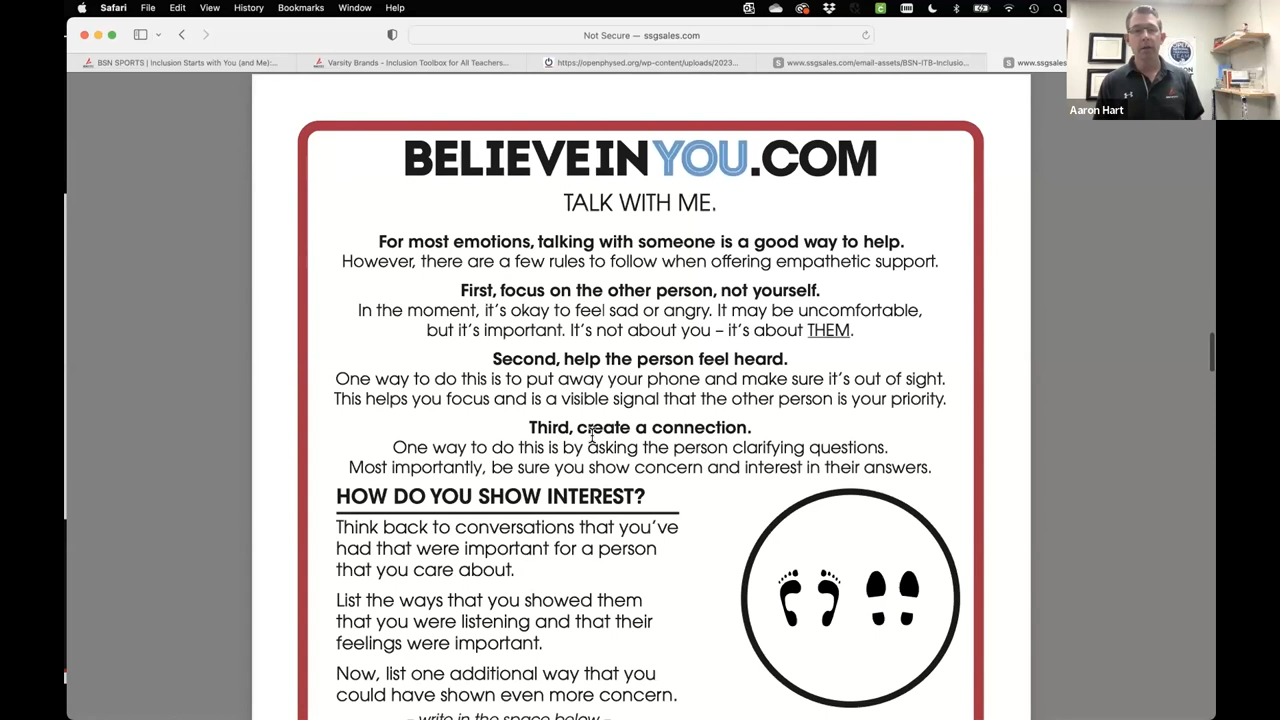 Safari File Edit View History Bookmarks Window Help
Not Secure — ssgsales.com
BSN SPORTS | Inclusion Starts with You (and Me):...
Varsity Brands - Inclusion Toolbox for All Teachers...
https://openphysed.org/wp-content/uploads/2023...
www.ssgsales.com/email-assets/BSN-ITB-Inclusio...
www.ssgsales
Aaron Hart
BELIEVEINYOU.COM
TALK WITH ME.
For most emotions, talking with someone is a good way to help.
However, there are a few rules to follow when offering empathetic support.
First, focus on the other person, not yourself.
In the moment, it's okay to feel sad or angry. It may be uncomfortable,
but it's important. It's not about you – it's about THEM.
Second, help the person feel heard.
One way to do this is to put away your phone and make sure it's out of sight.
This helps you focus and is a visible signal that the other person is your priority.
Third, create a connection.
One way to do this is by asking the person clarifying questions.
Most importantly, be sure you show concern and interest in their answers.
HOW DO YOU SHOW INTEREST?
Think back to conversations that you've
had that were important for a person
that you care about.
List the ways that you showed them
that you were listening and that their
feelings were important.
Now, list one additional way that you
could have shown even more concern.
– write in the space below –